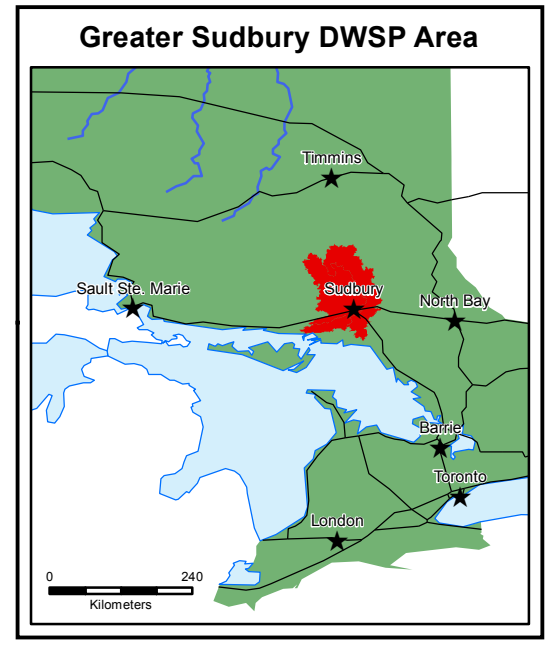 Greater Sudbury DWSP Area
Timmins
Sault Ste. Marie
Sudbury
North Bay
Barrie
Toronto
London
0 240
Kilometers